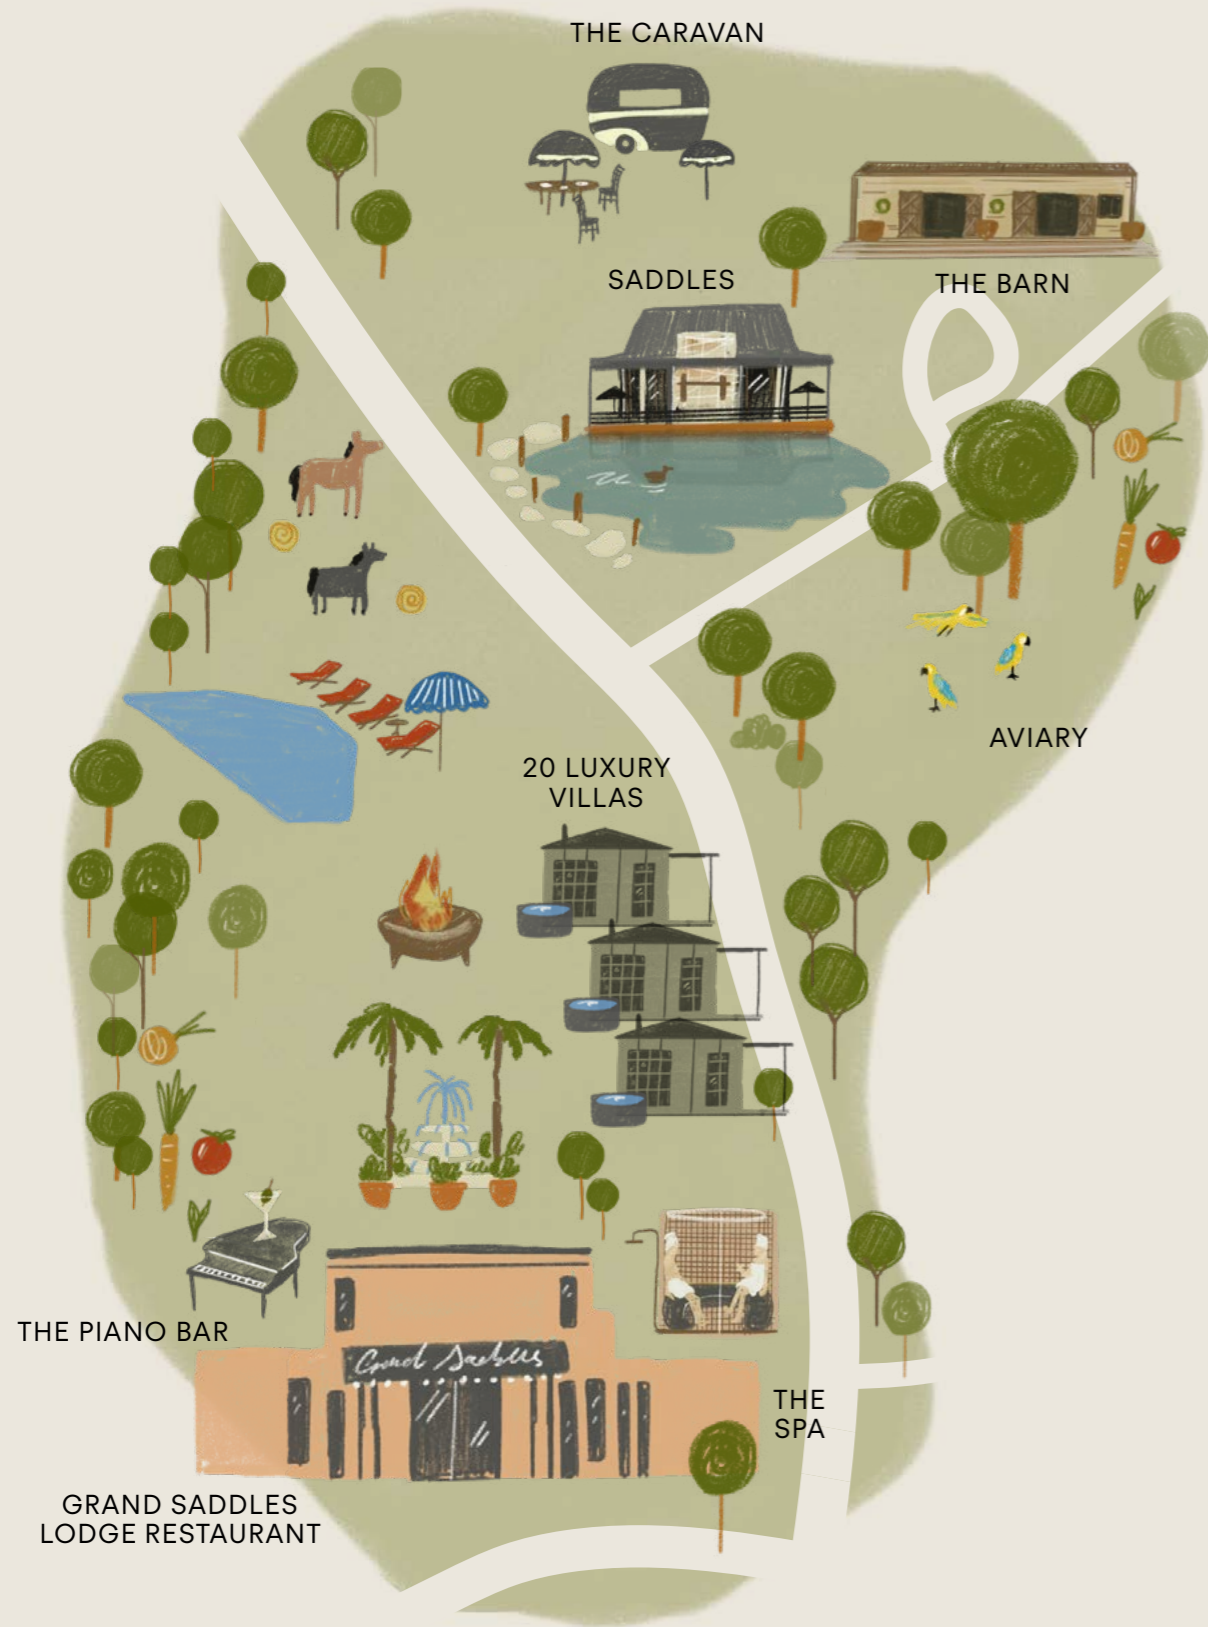 THE CARAVAN
SADDLES
THE BARN
AVIARY
20 LUXURY
VILLAS
THE PIANO BAR
Grand Saddles
THE
SPA
GRAND SADDLES
LODGE RESTAURANT